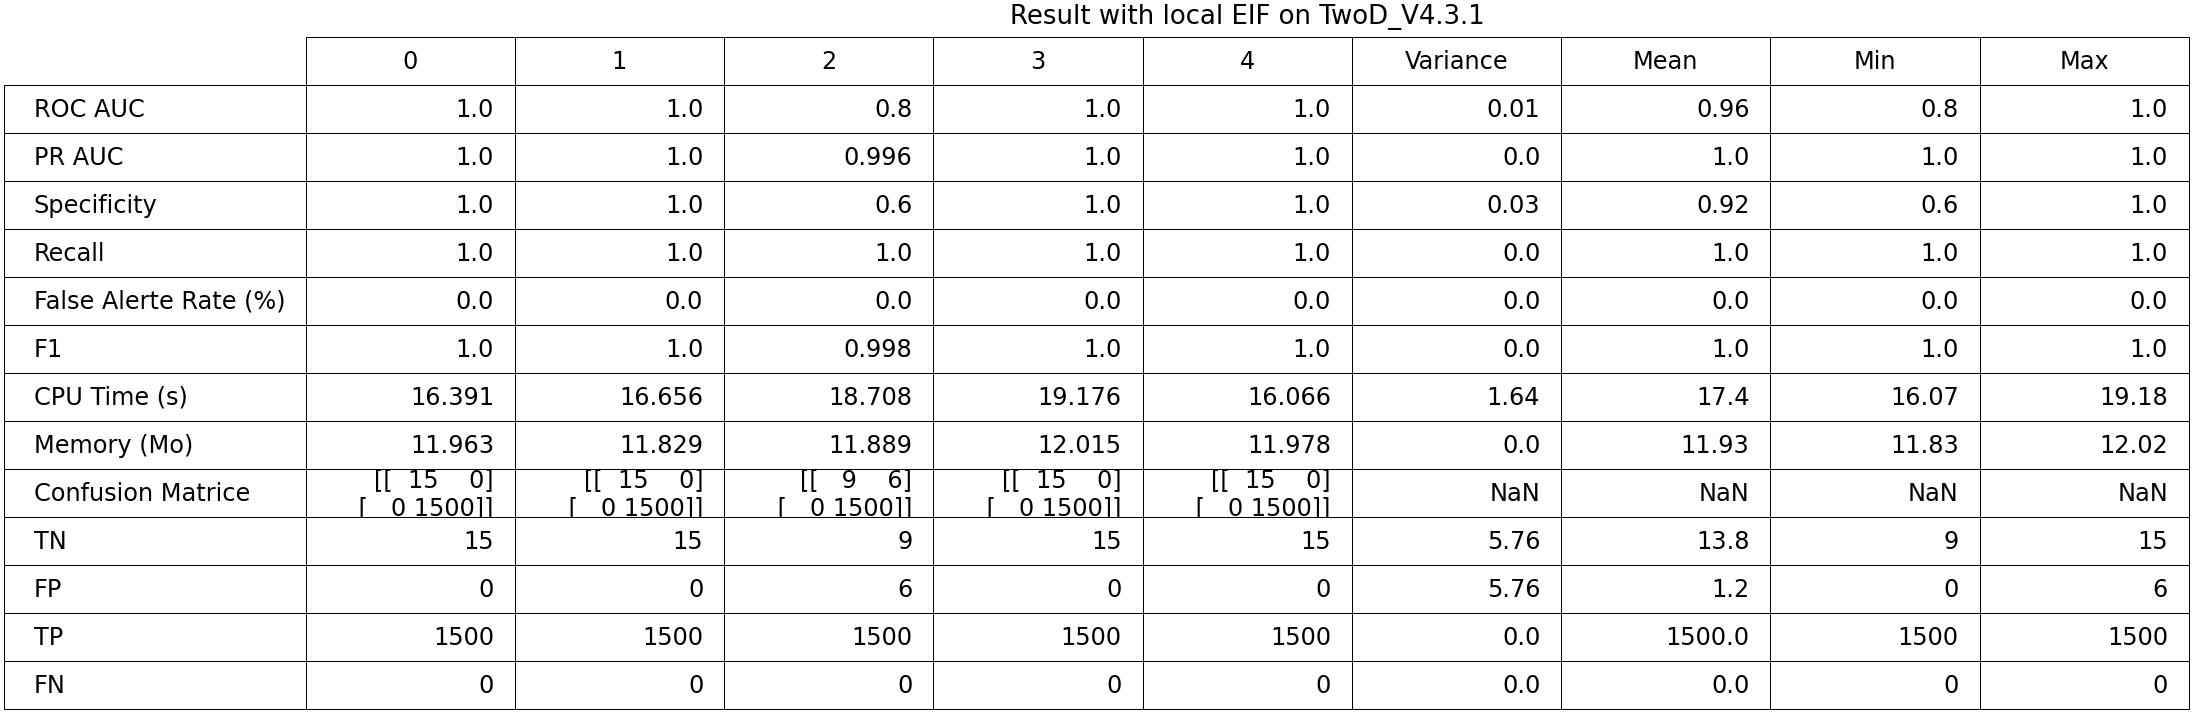 Result with local EIF on TwoD_V4.3.1
0 1 2 3 4 Variance Mean Min Max
ROC AUC 1.0 1.0 0.8 1.0 1.0 0.01 0.96 0.8 1.0
PR AUC 1.0 1.0 0.996 1.0 1.0 0.0 1.0 1.0 1.0
Specificity 1.0 1.0 0.6 1.0 1.0 0.03 0.92 0.6 1.0
Recall 1.0 1.0 1.0 1.0 1.0 0.0 1.0 1.0 1.0
False Alerte Rate (%) 0.0 0.0 0.0 0.0 0.0 0.0 0.0 0.0 0.0
F1 1.0 1.0 0.998 1.0 1.0 0.0 1.0 1.0 1.0
CPU Time (s) 16.391 16.656 18.708 19.176 16.066 1.64 17.4 16.07 19.18
Memory (Mo) 11.963 11.829 11.889 12.015 11.978 0.0 11.93 11.83 12.02
[[ 15 0] [[ 15 0] [[ 9 6] [[ 15 0] [[ 15 0]
Confusion Matrice NaN NaN NaN NaN
[ 0 1500]] [ 0 1500]] [ 0 1500]] [ 0 1500]] [ 0 1500]]
TN 15 15 9 15 15 5.76 13.8 9 15
FP 0 0 6 0 0 5.76 1.2 0 6
TP 1500 1500 1500 1500 1500 0.0 1500.0 1500 1500
FN 0 0 0 0 0 0.0 0.0 0 0